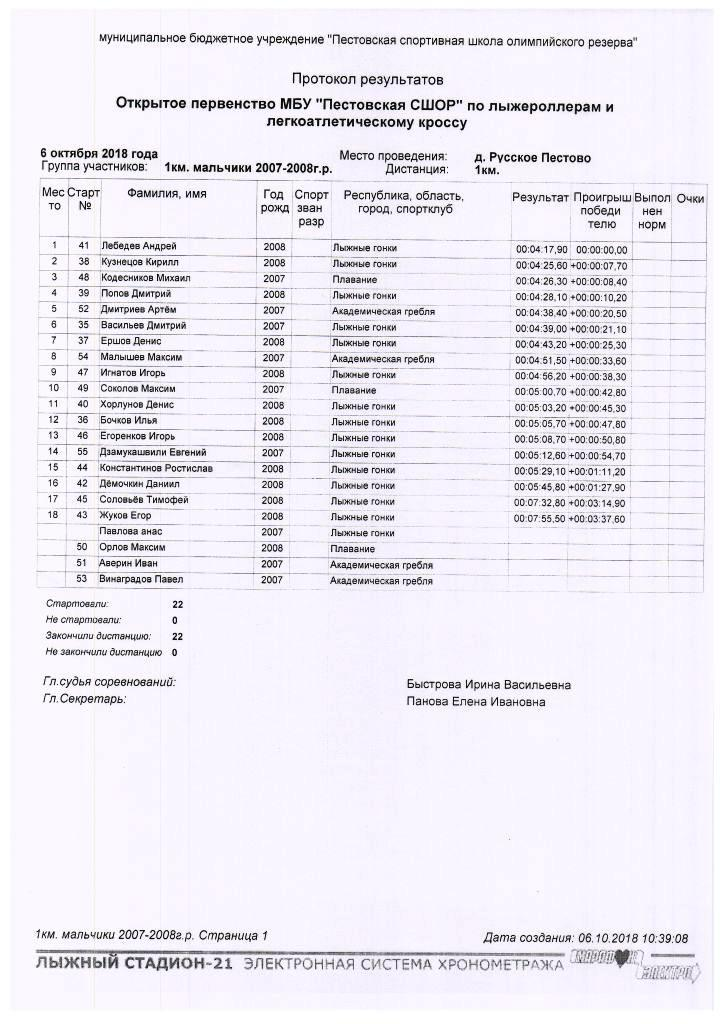 муниципальное бюджетное учреждение "Пестовская спортивная школа олимпийского резерва"
Протокол результатов
Открытое первенство МБУ "Пестовская СШОР" по лыжероллерам и
легкоатлетическому кроссу
6 октября 2018 года Место проведения: д. Русское Пестово
Группа участников: 1км. мальчики 2007-2008г.р. Дистанция: 1км.
Мес Старт Фамилия, имя Год Спорт Республика, область, Результат Проигрыш Выпол Очки
то № рожд зван город, спортклуб победи нен
разр телю норм
1 41 Лебедев Андрей 2008 Лыжные гонки 00:04:17,90 00:00:00,00
2 38 Кузнецов Кирилл 2008 Лыжные гонки 00:04:25,60 +00:00:07,70
3 48 Кодесников Михаил 2007 Плавание 00:04:26,30 +00:00:08,40
4 39 Попов Дмитрий 2008 Лыжные гонки 00:04:28,10 +00:00:10,20
5 52 Дмитриев Артём 2007 Академическая гребля 00:04:38,40 +00:00:20,50
6 35 Васильев Дмитрий 2007 Лыжные гонки 00:04:39,00 +00:00:21,10
7 37 Ершов Денис 2008 Лыжные гонки 00:04:43,20 +00:00:25,30
8 54 Малышев Максим 2007 Академическая гребля 00:04:51,50 +00:00:33,60
9 47 Игнатов Игорь 2008 Лыжные гонки 00:04:56,20 +00:00:38,30
10 49 Соколов Максим 2007 Плавание 00:05:00,70 +00:00:42,80
11 40 Хорлунов Денис 2008 Лыжные гонки 00:05:03,20 +00:00:45,30
12 36 Бочков Илья 2008 Лыжные гонки 00:05:05,70 +00:00:47,80
13 46 Егоренков Игорь 2008 Лыжные гонки 00:05:08,70 +00:00:50,80
14 55 Дзамукашвили Евгений 2007 Лыжные гонки 00:05:12,60 +00:00:54,70
15 44 Константинов Ростислав 2008 Лыжные гонки 00:05:29,10 +00:01:11,20
16 42 Дёмочкин Даниил 2008 Лыжные гонки 00:05:45,80 +00:01:27,90
17 45 Соловьёв Тимофей 2008 Лыжные гонки 00:07:32,80 +00:03:14,90
18 43 Жуков Егор 2008 Лыжные гонки 00:07:55,50 +00:03:37,60
Павлова анас 2007 Лыжные гонки
50 Орлов Максим 2008 Плавание
51 Аверин Иван 2007 Академическая гребля
53 Винаградов Павел 2007 Академическая гребля
Стартовали: 22
Не стартовали: 0
Закончили дистанцию: 22
Не закончили дистанцию 0
Гл.судья соревнований: Быстрова Ирина Васильевна
Гл.Секретарь: Панова Елена Ивановна
1км. мальчики 2007-2008г.р. Страница 1 Дата создания: 06.10.2018 10:39:08
ЛЫЖНЫЙ СТАДИОН-21 ЭЛЕКТРОННАЯ СИСТЕМА ХРОНОМЕТРАЖА